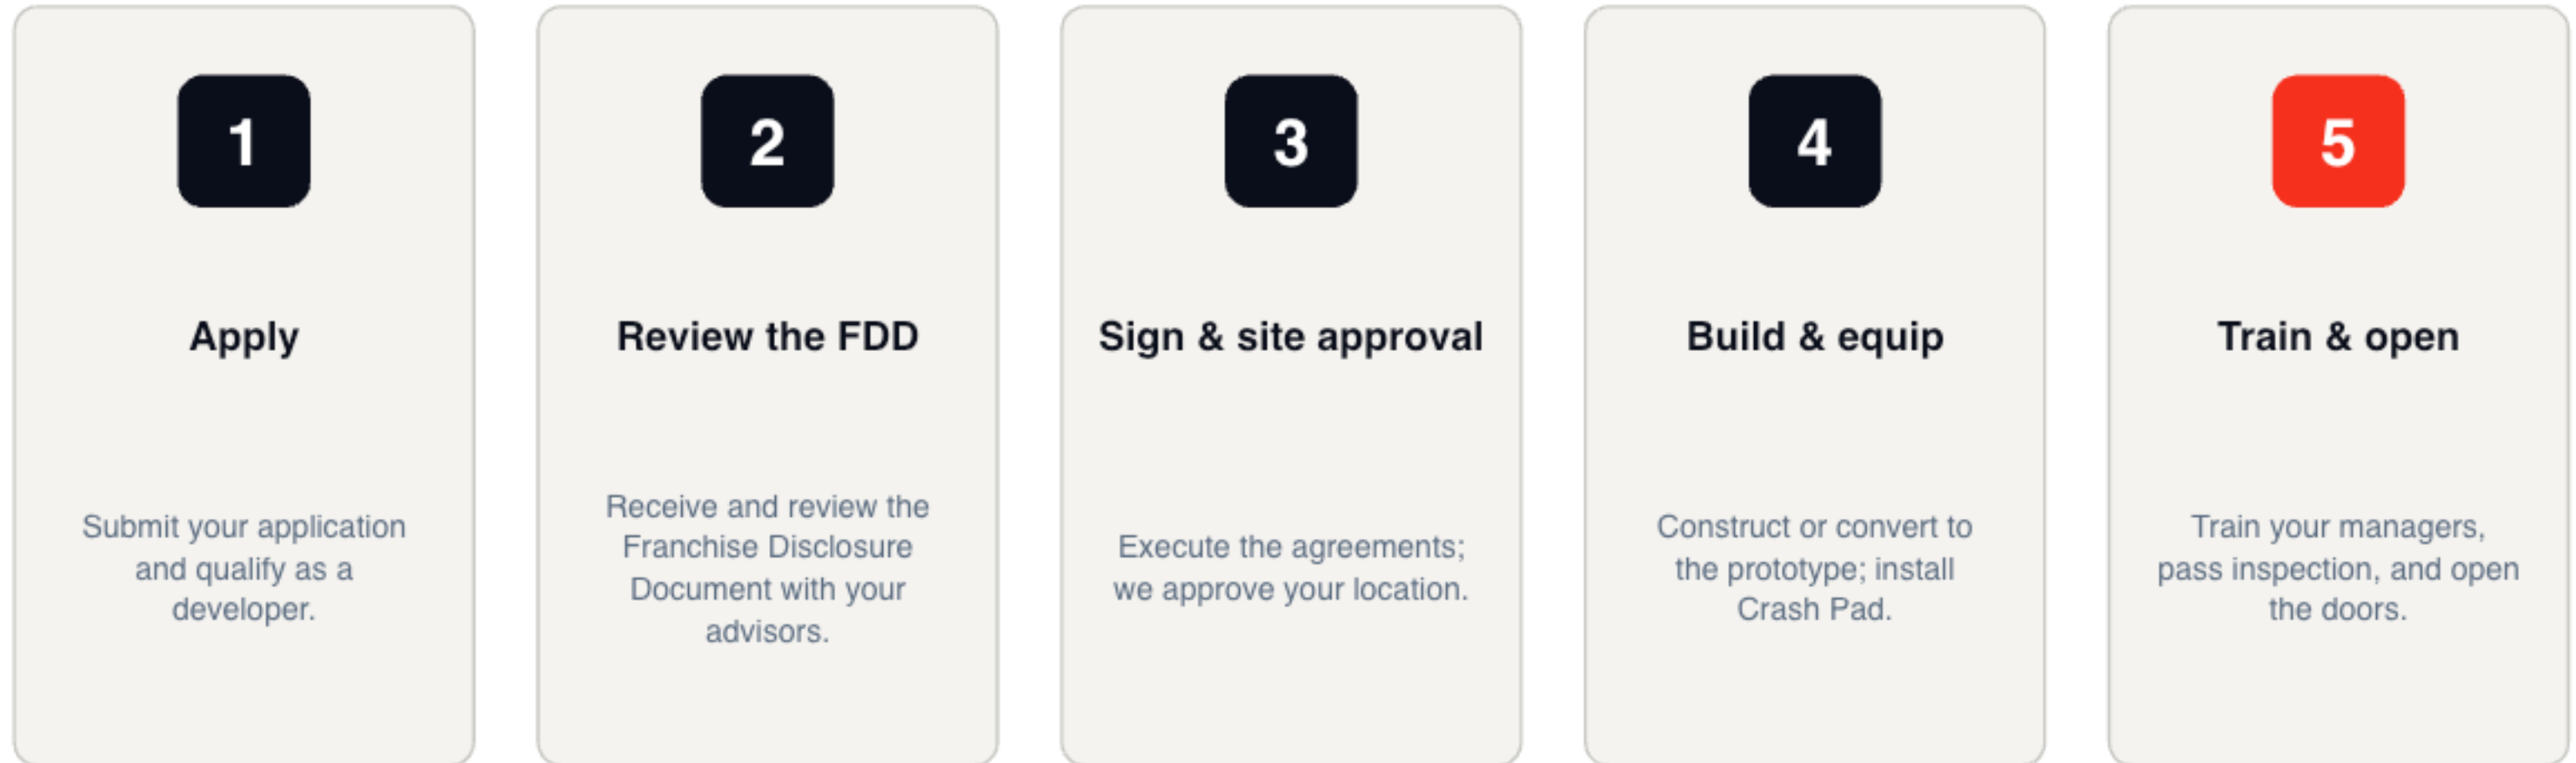 1
Apply
Submit your application
and qualify as a
developer.
2
Review the FDD
Receive and review the
Franchise Disclosure
Document with your
advisors.
3
Sign & site approval
Execute the agreements;
we approve your location.
4
Build & equip
Construct or convert to
the prototype; install
Crash Pad.
5
Train & open
Train your managers,
pass inspection, and open
the doors.